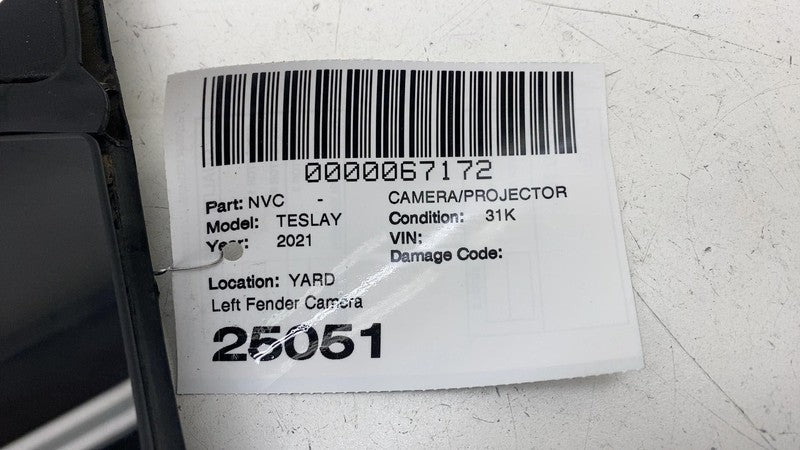 0000067172
Part: NVC - CAMERA/PROJECTOR
Model: TESLAY Condition: 31K
Year: 2021 VIN:
Damage Code:
Location: YARD
Left Fender Camera
25051